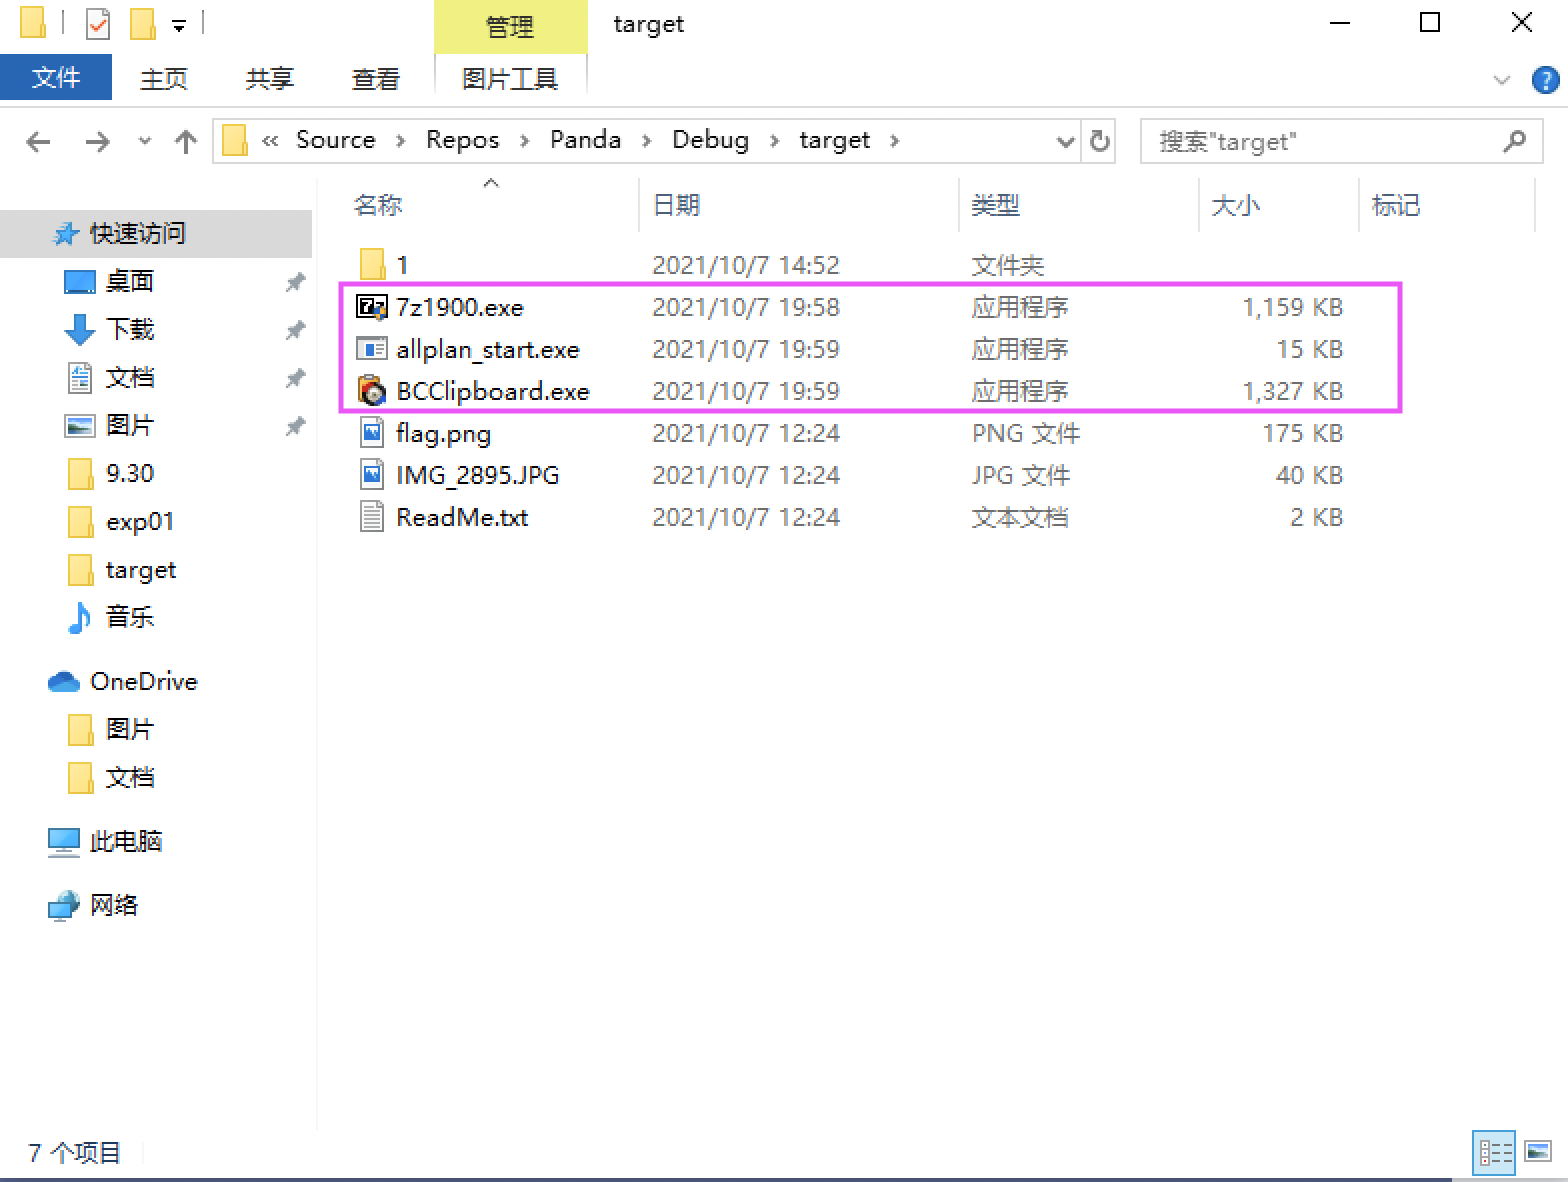 管理 target
文件 主页 共享 查看 图片工具
« Source › Repos › Panda › Debug › target › 搜索"target"
名称 日期 类型 大小 标记
快速访问
桌面
下载
文档
图片
9.30
exp01
target
音乐
OneDrive
图片
文档
此电脑
网络
1 2021/10/7 14:52 文件夹
7z1900.exe 2021/10/7 19:58 应用程序 1,159 KB
allplan_start.exe 2021/10/7 19:59 应用程序 15 KB
BCClipboard.exe 2021/10/7 19:59 应用程序 1,327 KB
flag.png 2021/10/7 12:24 PNG 文件 175 KB
IMG_2895.JPG 2021/10/7 12:24 JPG 文件 40 KB
ReadMe.txt 2021/10/7 12:24 文本文档 2 KB
7 个项目